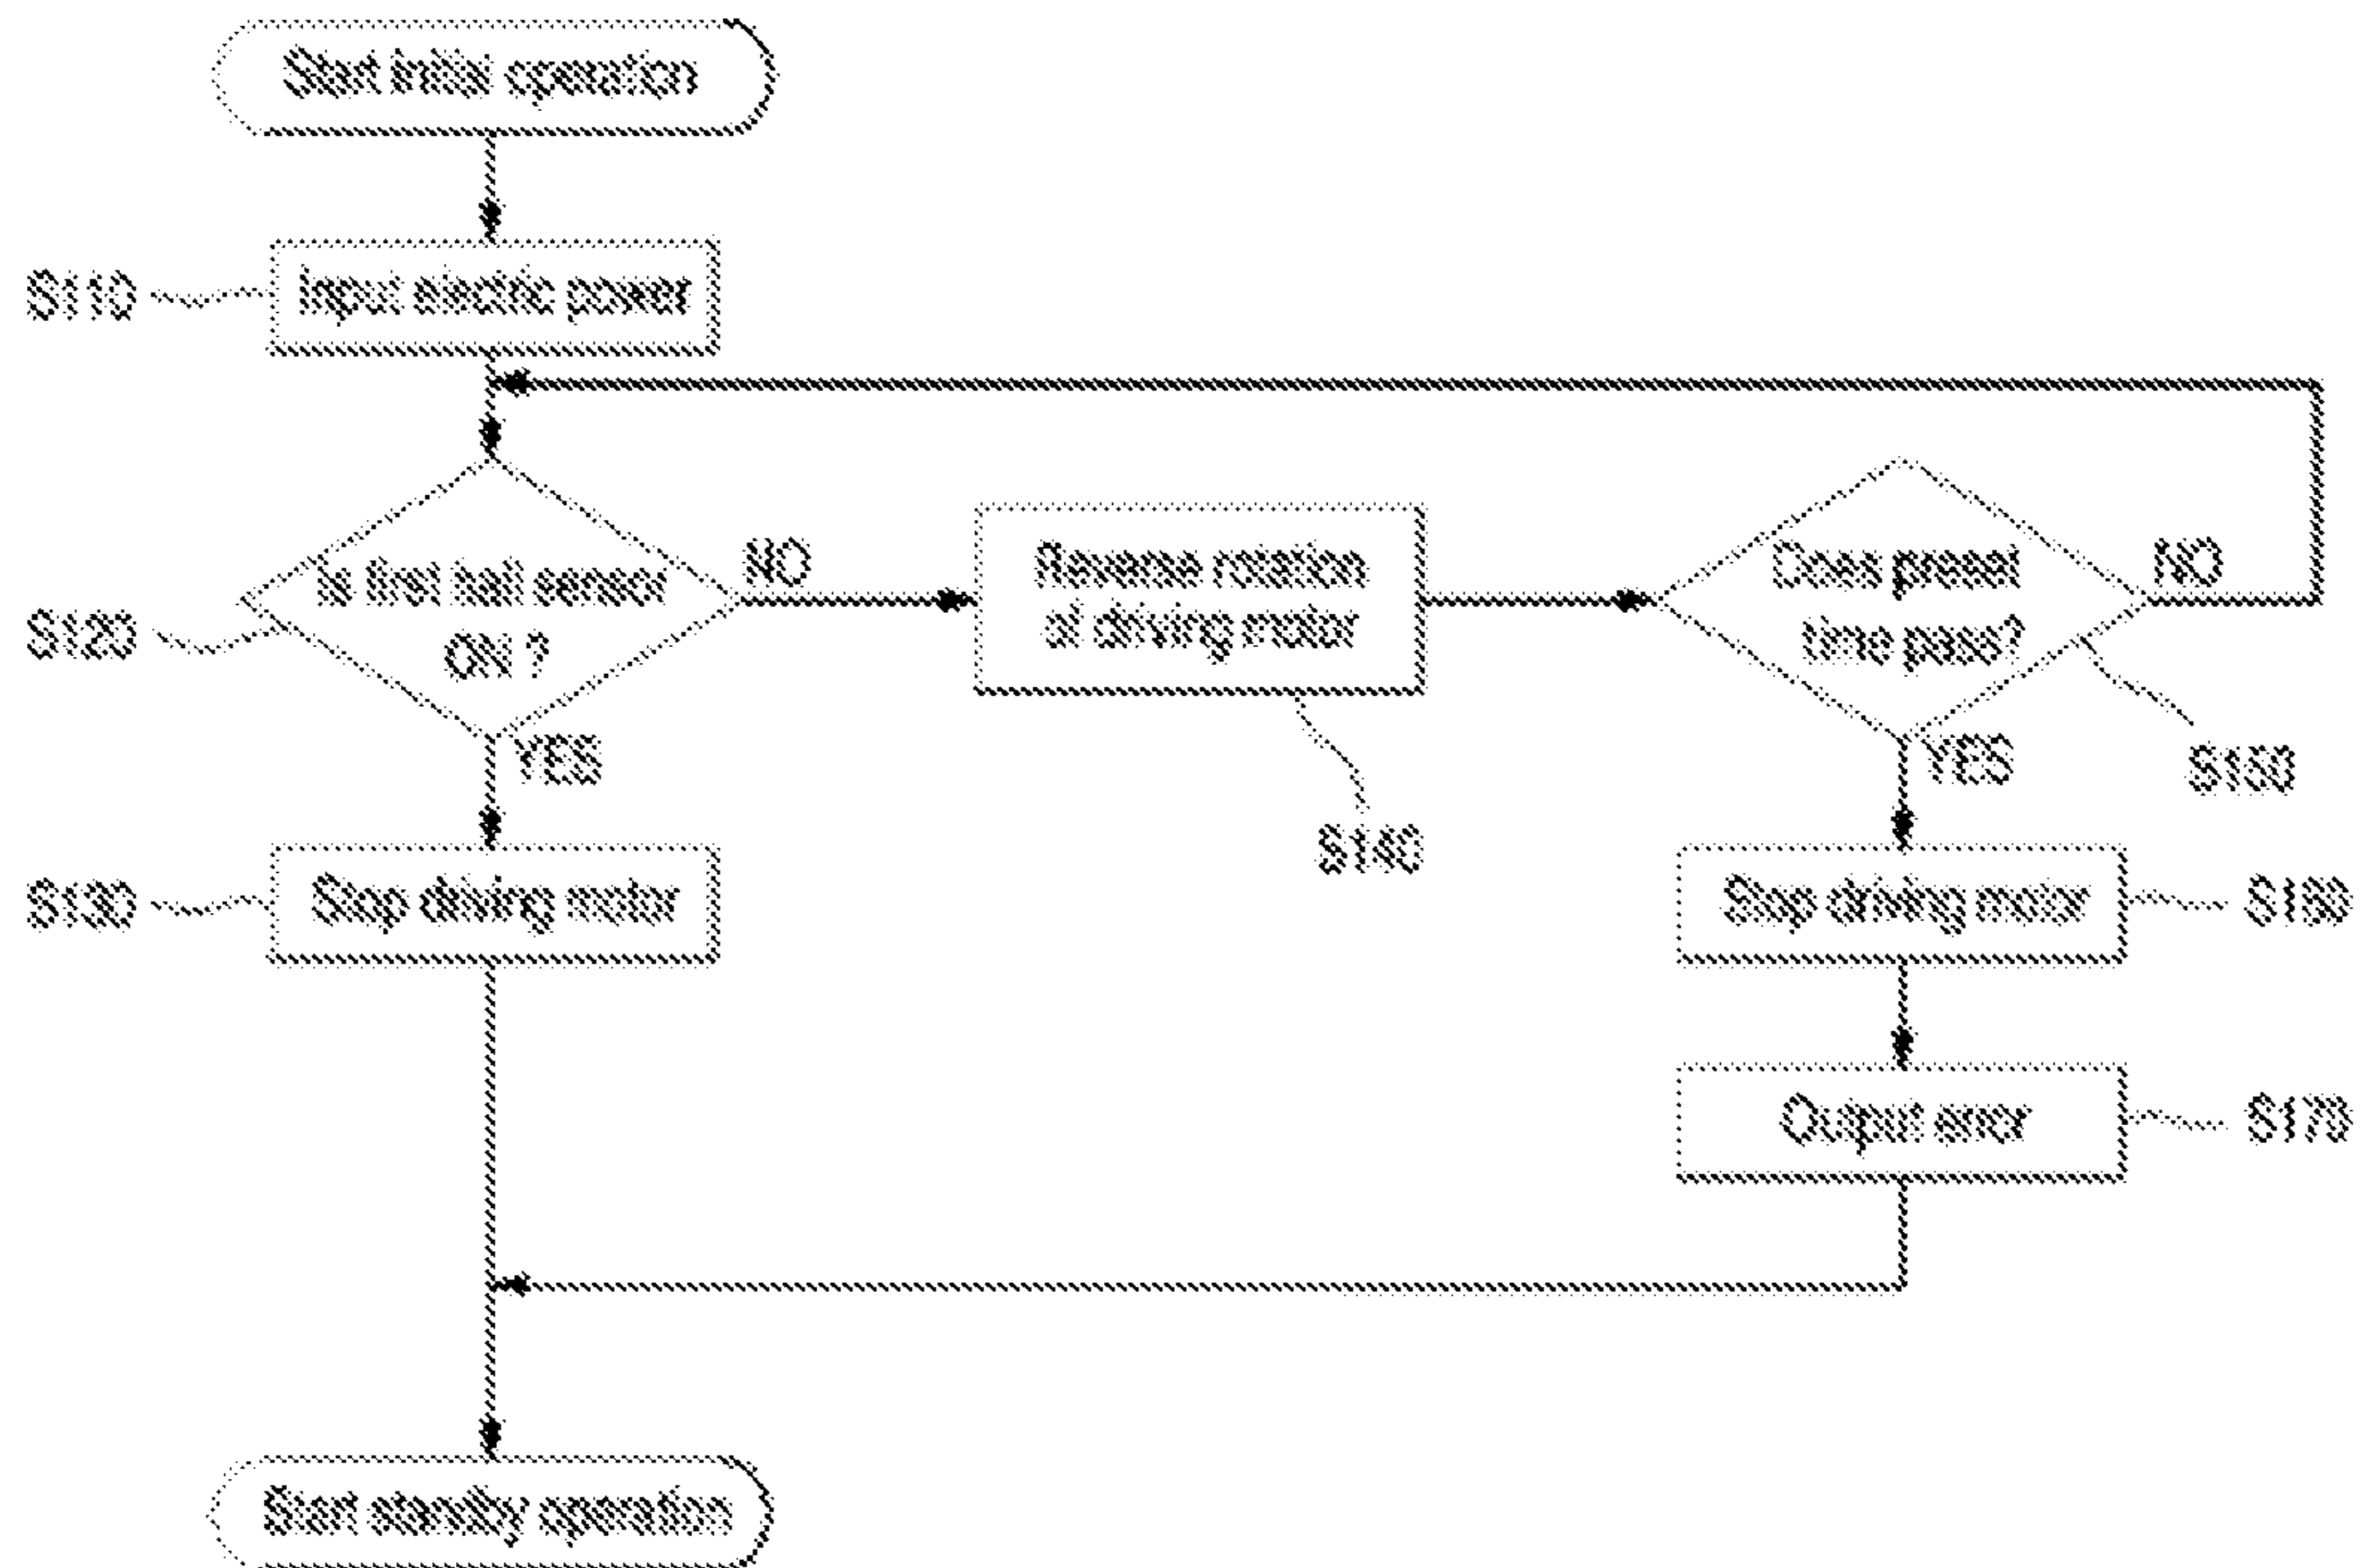 Start initial operation
S110
Input electric power
Is first hall sensor
ON ?
NO
Reverse rotation
of driving motor
Does preset
time pass?
NO
S120
YES
YES
S150
S140
S130
Stop driving motor
Stop driving motor
S160
Output error
S170
Start standby operation